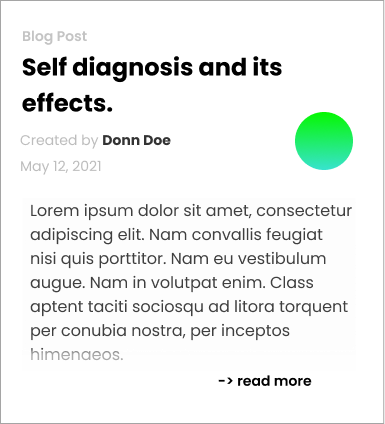 Blog Post
Self diagnosis and its
effects.
Created by Donn Doe
May 12, 2021
Lorem ipsum dolor sit amet, consectetur
adipiscing elit. Nam convallis feugiat
nisi quis porttitor. Nam eu vestibulum
augue. Nam in volutpat enim. Class
aptent taciti sociosqu ad litora torquent
per conubia nostra, per inceptos
himenaeos.
-> read more